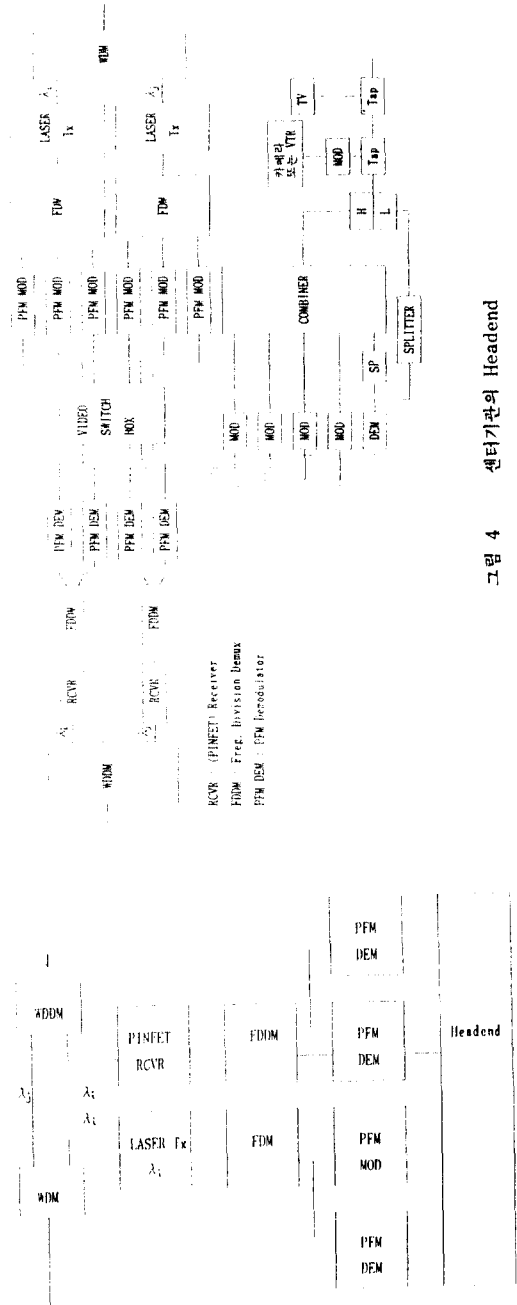 WDM
WDDM
λj
λi
λi
LASER Tx
λi
PINFET
RCVR
FDM
FDDM
PFM
DEM
PFM
MOD
PFM
DEM
PFM
DEM
Headend
WDDM
RCVR
FDDM
PFM DEM
PFM DEM
RCVR
FDDM
PFM DEM
PFM DEM
VIDEO
SWITCH
BOX
PFM MOD
PFM MOD
PFM MOD
PFM MOD
PFM MOD
PFM MOD
FDM
FDM
LASER
Tx
λ1
LASER
Tx
λ2
WDM
RCVR : (PINFET) Receiver
FDDM : Freq. Division Demux
PFM DEM : PFM Demodulator
MOD
MOD
MOD
MOD
DEM
SP
COMBINER
SPLITTER
H
L
카메라
또는 VTR
MOD
Tap
TV
Tap
그림 4 센터기관의 Headend